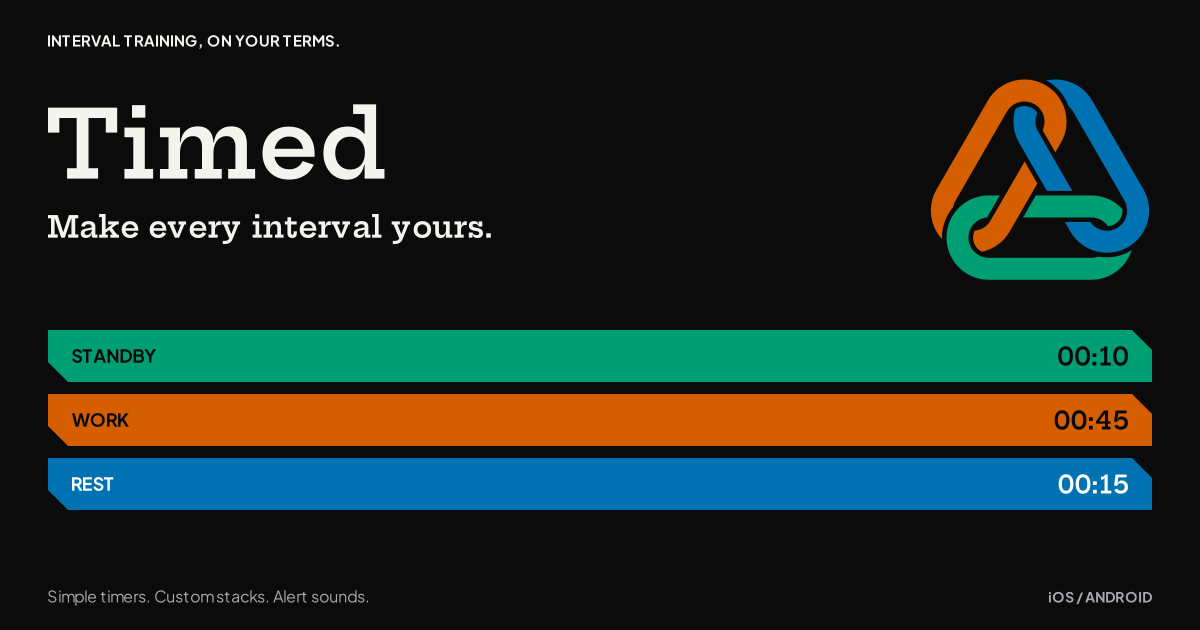 INTERVAL TRAINING, ON YOUR TERMS.
Timed
Make every interval yours.
STANDBY 00:10
WORK 00:45
REST 00:15
Simple timers. Custom stacks. Alert sounds.
iOS / ANDROID